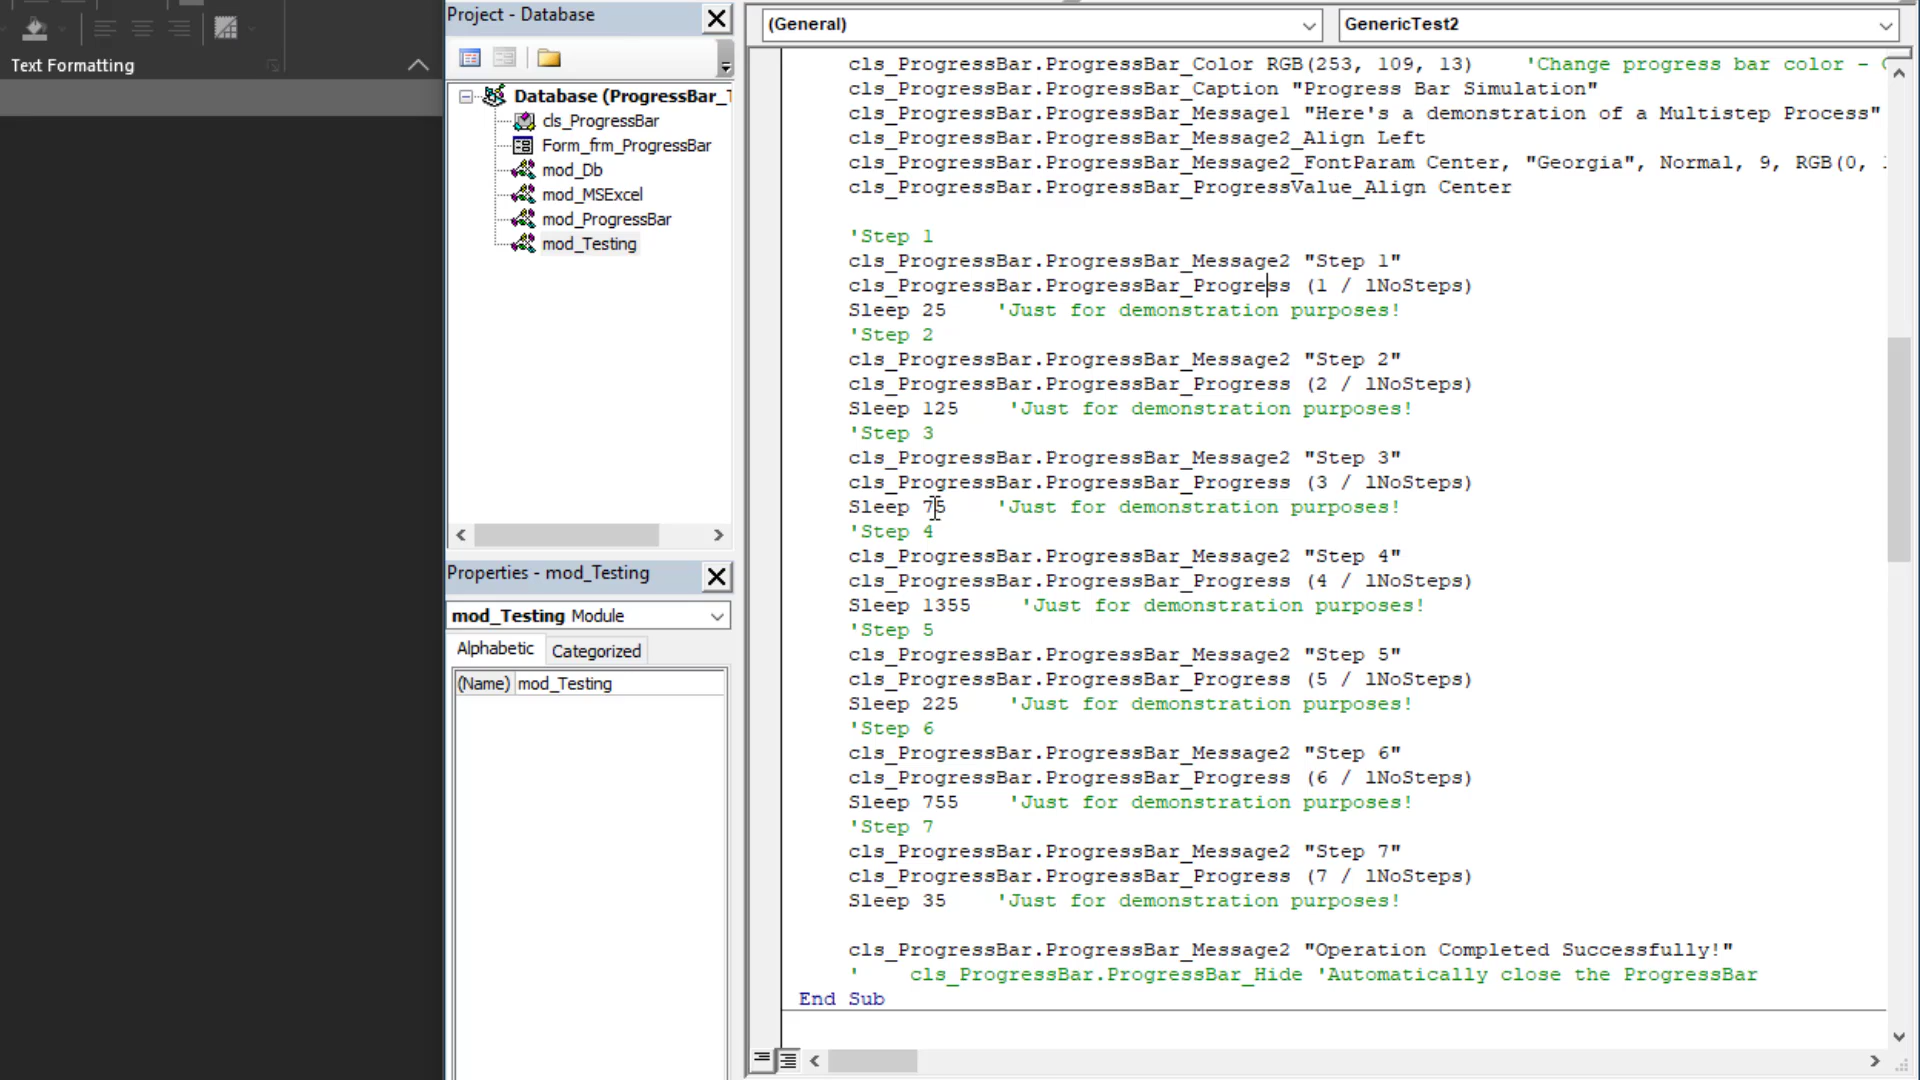 Text Formatting
Project - Database
Database (ProgressBar_
cls_ProgressBar
Form_frm_ProgressBar
mod_Db
mod_MSExcel
mod_ProgressBar
mod_Testing
Properties - mod_Testing
mod_Testing Module
Alphabetic Categorized
(Name) mod_Testing
(General) GenericTest2
cls_ProgressBar.ProgressBar_Color RGB(253, 109, 13) 'Change progress bar color -
cls_ProgressBar.ProgressBar_Caption "Progress Bar Simulation"
cls_ProgressBar.ProgressBar_Message1 "Here's a demonstration of a Multistep Process"
cls_ProgressBar.ProgressBar_Message2_Align Left
cls_ProgressBar.ProgressBar_Message2_FontParam Center, "Georgia", Normal, 9, RGB(0,
cls_ProgressBar.ProgressBar_ProgressValue_Align Center
'Step 1
cls_ProgressBar.ProgressBar_Message2 "Step 1"
cls_ProgressBar.ProgressBar_Progress (1 / lNoSteps)
Sleep 25 'Just for demonstration purposes!
'Step 2
cls_ProgressBar.ProgressBar_Message2 "Step 2"
cls_ProgressBar.ProgressBar_Progress (2 / lNoSteps)
Sleep 125 'Just for demonstration purposes!
'Step 3
cls_ProgressBar.ProgressBar_Message2 "Step 3"
cls_ProgressBar.ProgressBar_Progress (3 / lNoSteps)
Sleep 75 'Just for demonstration purposes!
'Step 4
cls_ProgressBar.ProgressBar_Message2 "Step 4"
cls_ProgressBar.ProgressBar_Progress (4 / lNoSteps)
Sleep 1355 'Just for demonstration purposes!
'Step 5
cls_ProgressBar.ProgressBar_Message2 "Step 5"
cls_ProgressBar.ProgressBar_Progress (5 / lNoSteps)
Sleep 225 'Just for demonstration purposes!
'Step 6
cls_ProgressBar.ProgressBar_Message2 "Step 6"
cls_ProgressBar.ProgressBar_Progress (6 / lNoSteps)
Sleep 755 'Just for demonstration purposes!
'Step 7
cls_ProgressBar.ProgressBar_Message2 "Step 7"
cls_ProgressBar.ProgressBar_Progress (7 / lNoSteps)
Sleep 35 'Just for demonstration purposes!
cls_ProgressBar.ProgressBar_Message2 "Operation Completed Successfully!"
' cls_ProgressBar.ProgressBar_Hide 'Automatically close the ProgressBar
End Sub